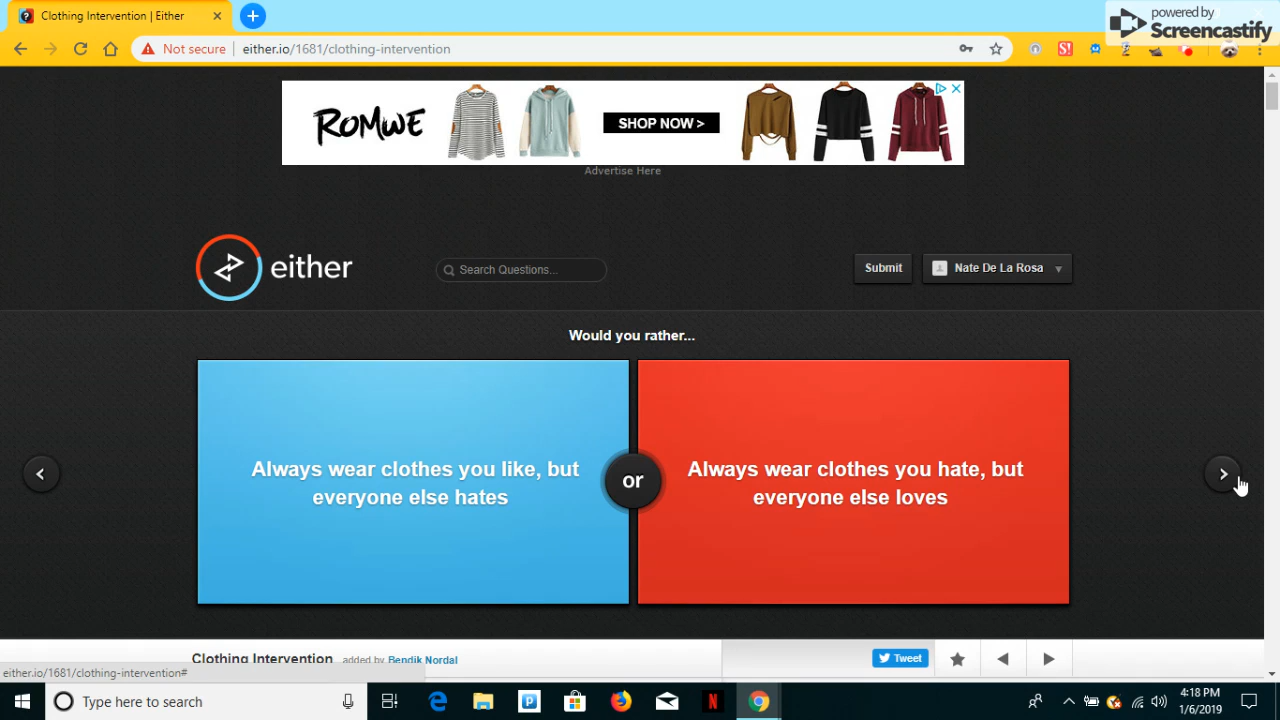 Clothing Intervention | Either
powered by
Screencastify
Not secure
either.io/1681/clothing-intervention
S!
ROMWE
SHOP NOW >
Advertise Here
either
Search Questions...
Submit
Nate De La Rosa
Would you rather...
Always wear clothes you like, but
everyone else hates
or
Always wear clothes you hate, but
everyone else loves
Clothing Intervention added by Bendik Nordal
Tweet
either.io/1681/clothing-intervention#
Type here to search
4:18 PM
1/6/2019